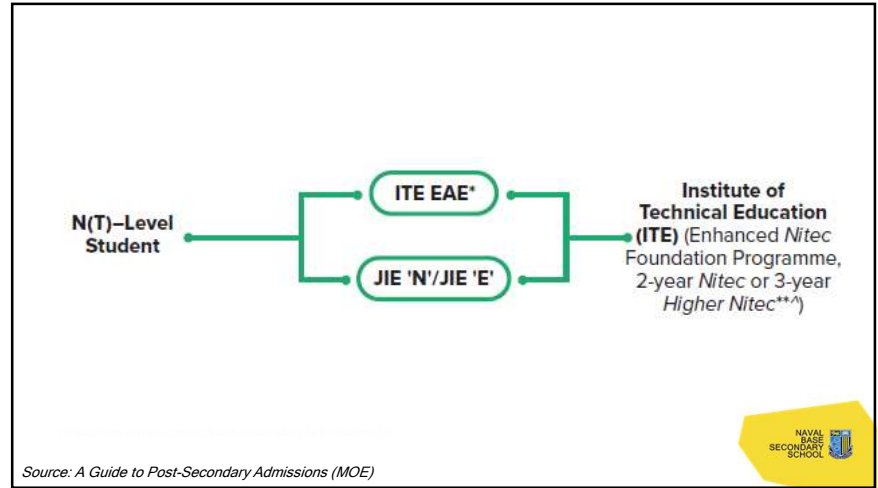 N(T)–Level
Student
ITE EAE*
JIE 'N'/JIE 'E'
Institute of
Technical Education
(ITE) (Enhanced Nitec
Foundation Programme,
2-year Nitec or 3-year
Higher Nitec**^)
NAVAL
BASE
SECONDARY
SCHOOL
Source: A Guide to Post-Secondary Admissions (MOE)